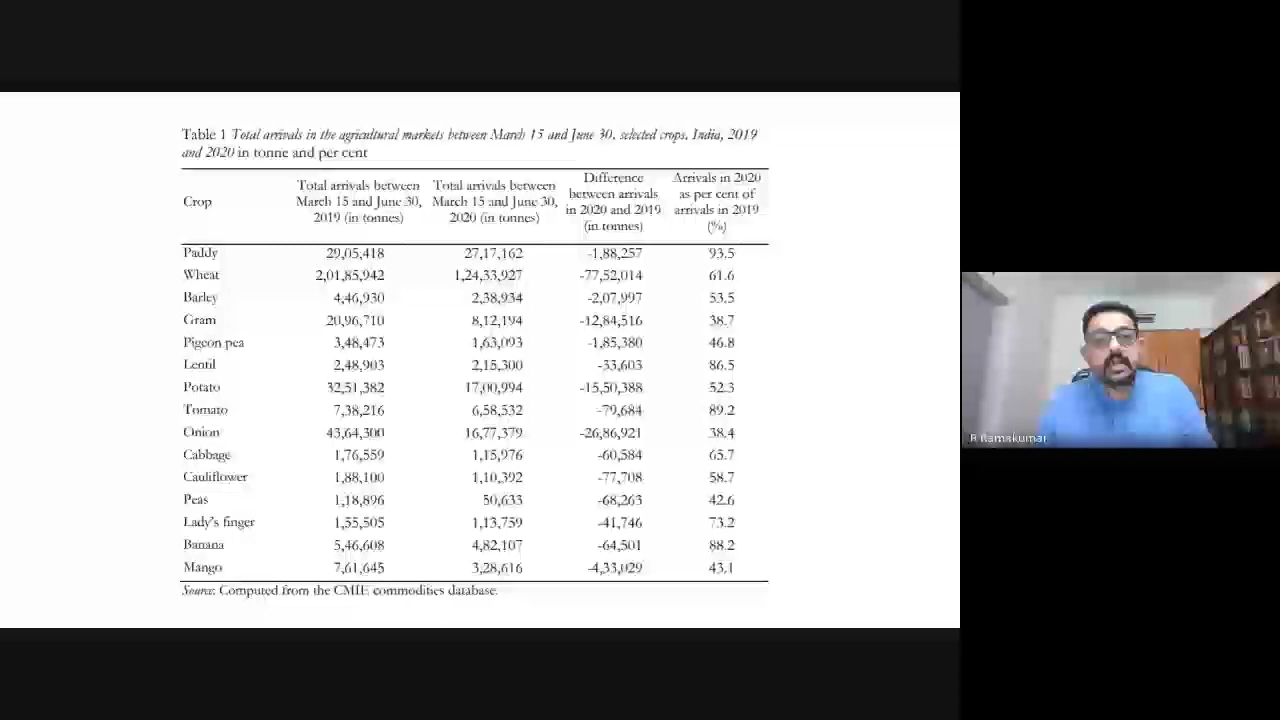 Table 1 Total arrivals in the agricultural markets between March 15 and June 30, selected crops, India, 2019
and 2020 in tonne and per cent
Crop
Total arrivals between
March 15 and June 30,
2019 (in tonnes)
Total arrivals between
March 15 and June 30,
2020 (in tonnes)
Difference
between arrivals
in 2020 and 2019
(in tonnes)
Arrivals in 2020
as per cent of
arrivals in 2019
(%)
Paddy 29,05,418 27,17,162 -1,88,257 93.5
Wheat 2,01,85,942 1,24,33,927 -77,52,014 61.6
Barley 4,46,930 2,38,934 -2,07,997 53.5
Gram 20,96,710 8,12,194 -12,84,516 38.7
Pigeon pea 3,48,473 1,63,093 -1,85,380 46.8
Lentil 2,48,903 2,15,300 -33,603 86.5
Potato 32,51,382 17,00,994 -15,50,388 52.3
Tomato 7,38,216 6,58,532 -79,684 89.2
Onion 43,64,300 16,77,379 -26,86,921 38.4
Cabbage 1,76,559 1,15,976 -60,584 65.7
Cauliflower 1,88,100 1,10,392 -77,708 58.7
Peas 1,18,896 50,633 -68,263 42.6
Lady's finger 1,55,505 1,13,759 -41,746 73.2
Banana 5,46,608 4,82,107 -64,501 88.2
Mango 7,61,645 3,28,616 -4,33,029 43.1
Source: Computed from the CMIE commodities database.
R Ramakumar